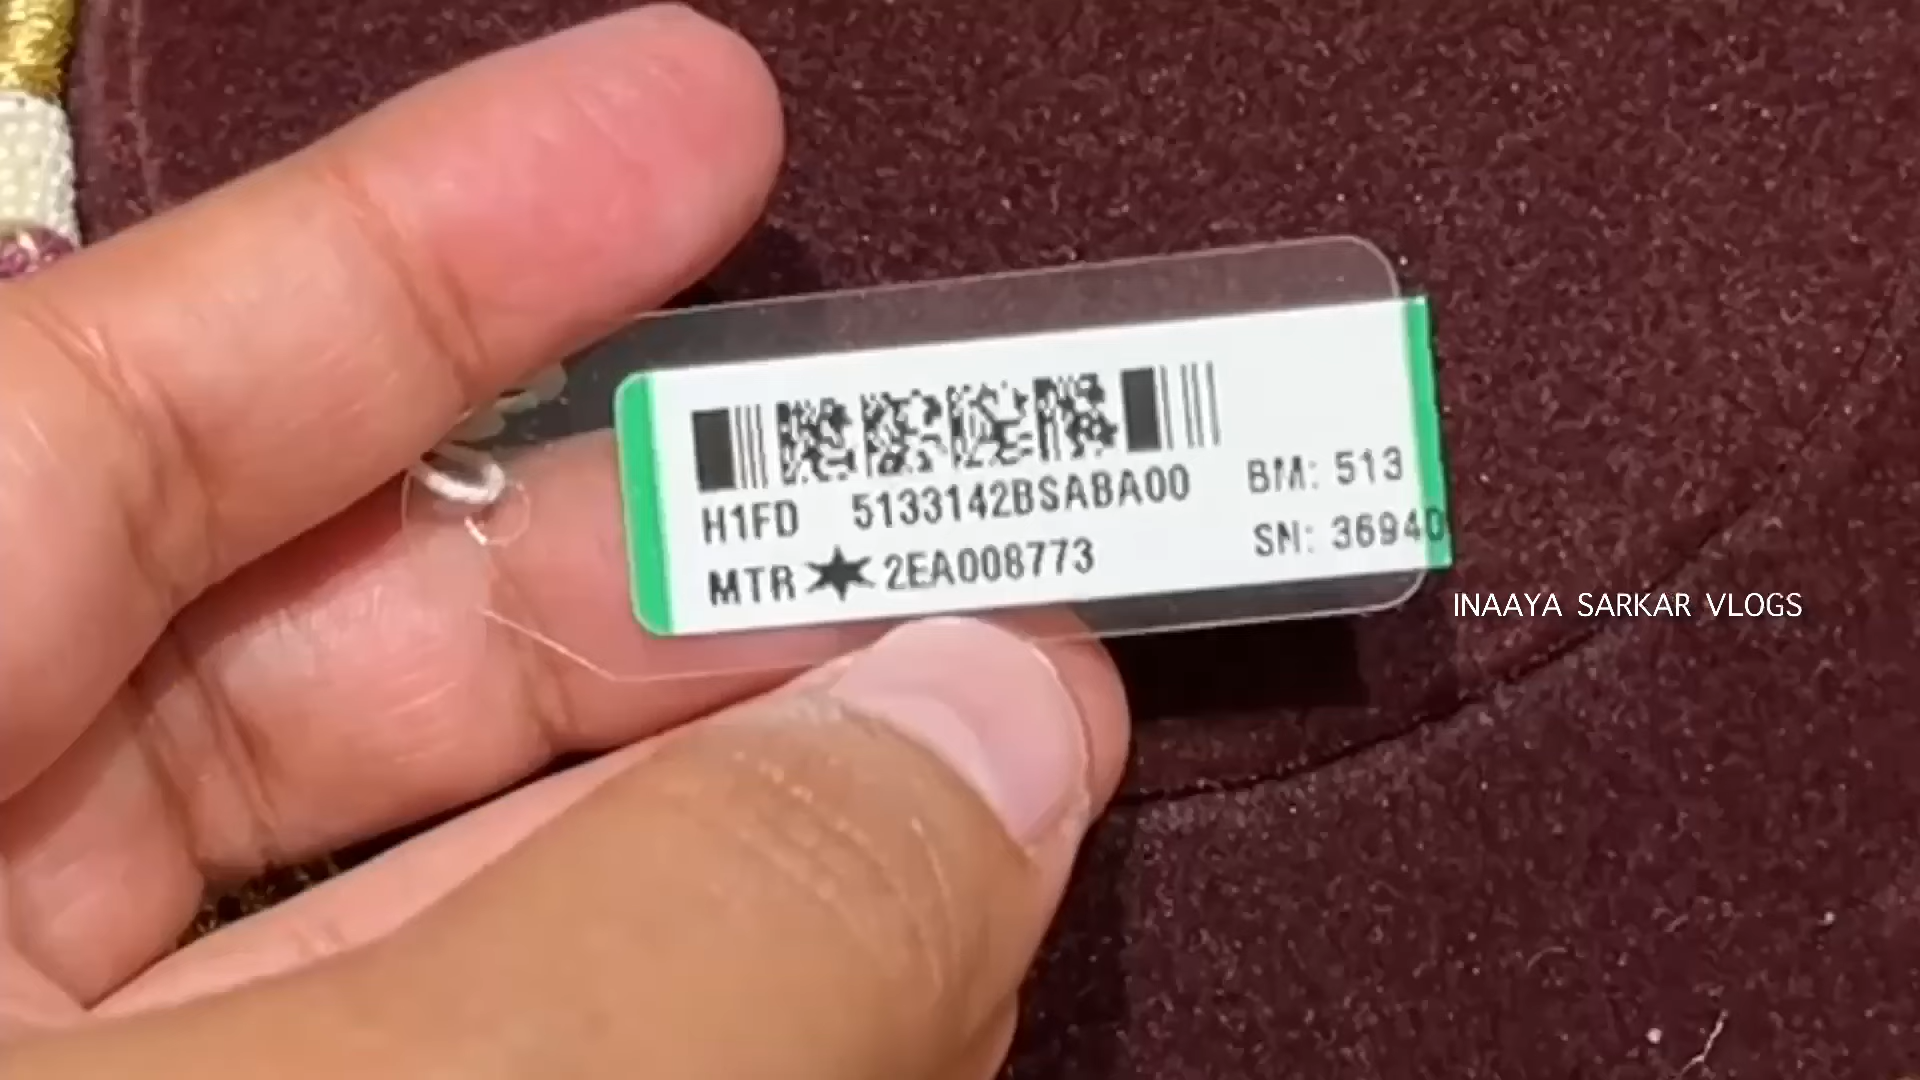 H1FD 5133142BSABA00
MTR★2EA008773
BM: 513
SN: 36940
INAAYA SARKAR VLOGS